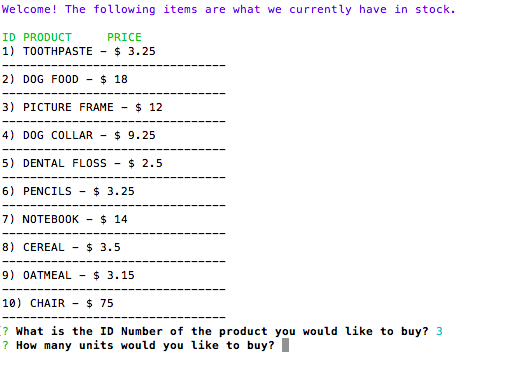 Welcome! The following items are what we currently have in stock.
ID PRODUCT     PRICE
1) TOOTHPASTE – $ 3.25
--------------------------------
2) DOG FOOD – $ 18
--------------------------------
3) PICTURE FRAME – $ 12
--------------------------------
4) DOG COLLAR – $ 9.25
--------------------------------
5) DENTAL FLOSS – $ 2.5
--------------------------------
6) PENCILS – $ 3.25
--------------------------------
7) NOTEBOOK – $ 14
--------------------------------
8) CEREAL – $ 3.5
--------------------------------
9) OATMEAL – $ 3.15
--------------------------------
10) CHAIR – $ 75
--------------------------------
? What is the ID Number of the product you would like to buy? 3
? How many units would you like to buy?